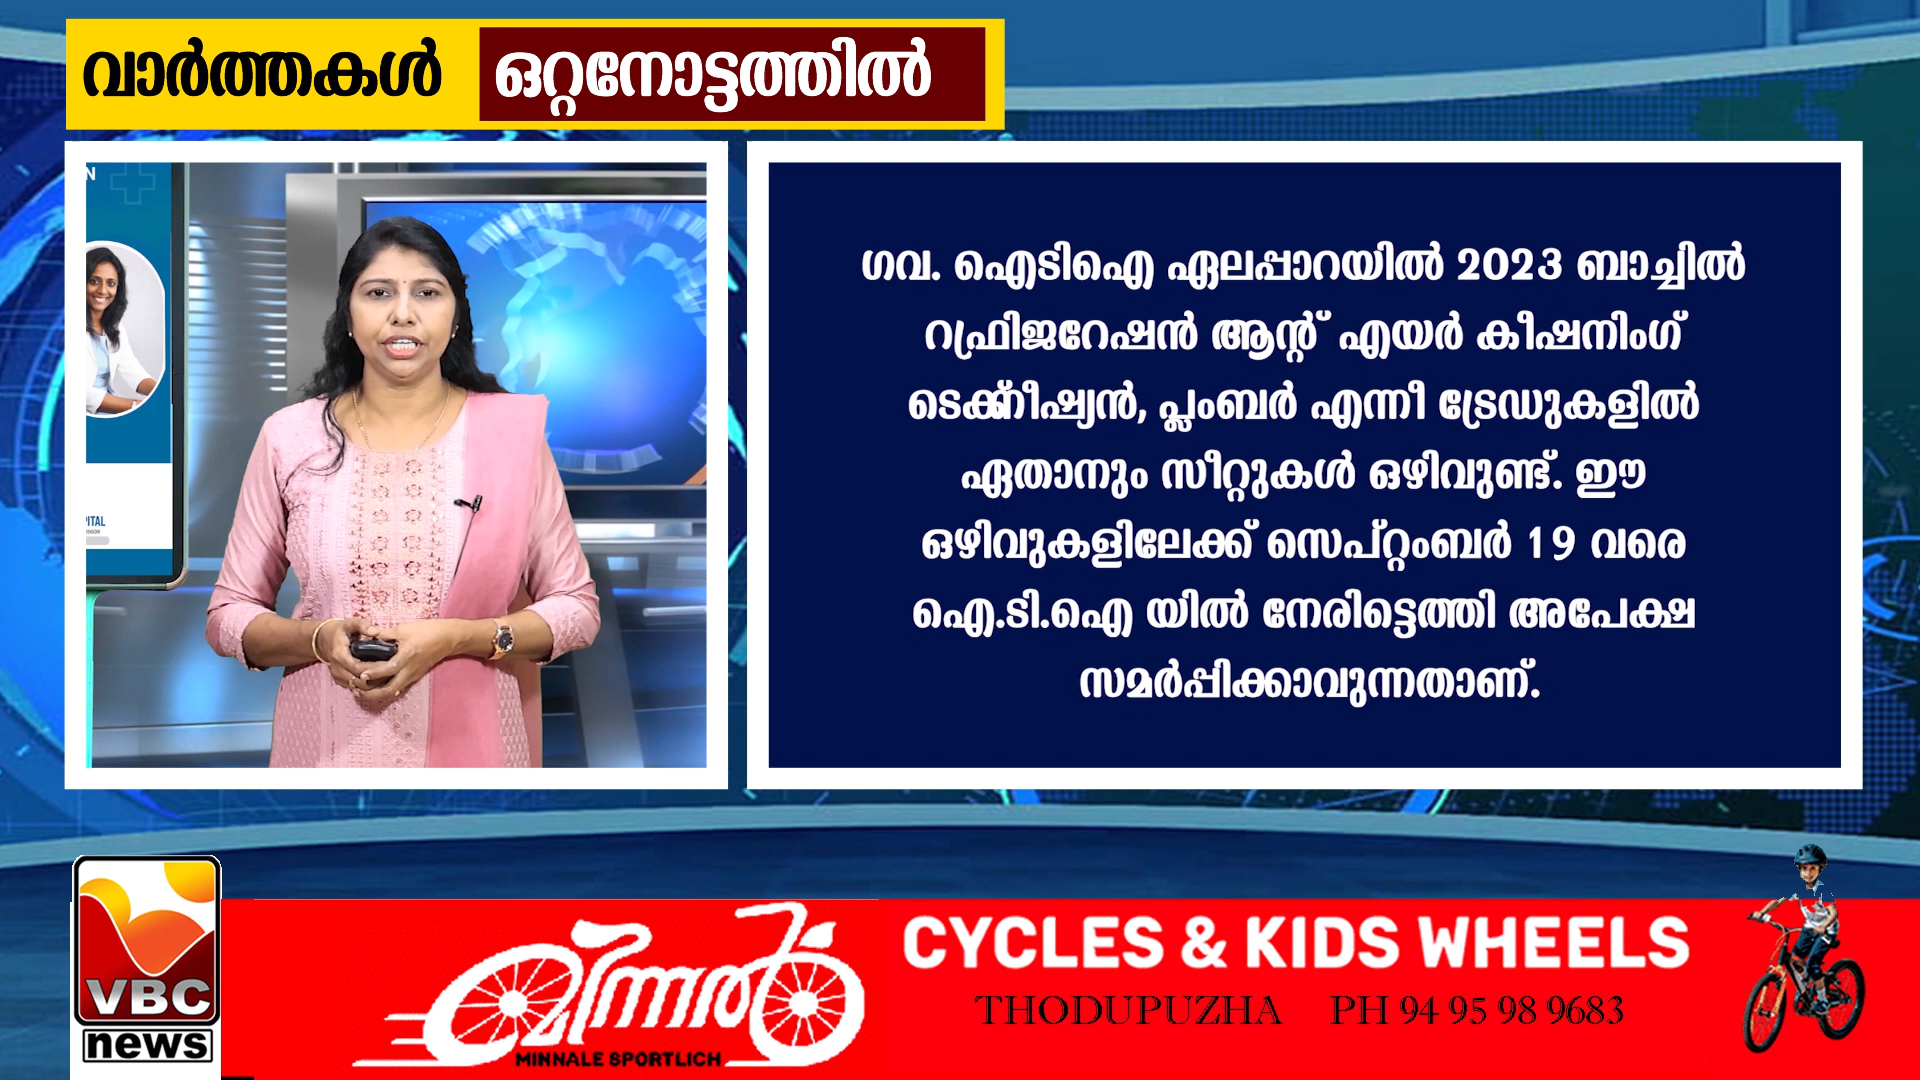 വാർത്തകൾ ഒറ്റനോട്ടത്തിൽ
N
PITAL
ഗവ. ഐടിഐ ഏലപ്പാറയിൽ 2023 ബാച്ചിൽ
റഫ്രിജറേഷൻ ആന്റ് എയർ കീഷനിംഗ്
ടെക്ക്നീഷ്യൻ, പ്ലംബർ എന്നീ ട്രേഡുകളിൽ
ഏതാനും സീറ്റുകൾ ഒഴിവുണ്ട്. ഈ
ഒഴിവുകളിലേക്ക് സെപ്റ്റംബർ 19 വരെ
ഐ.ടി.ഐ യിൽ നേരിട്ടെത്തി അപേക്ഷ
സമർപ്പിക്കാവുന്നതാണ്.
VBC
news
മിന്നൽ
MINNALE SPORTLICH
CYCLES & KIDS WHEELS
THODUPUZHA PH 94 95 98 9683